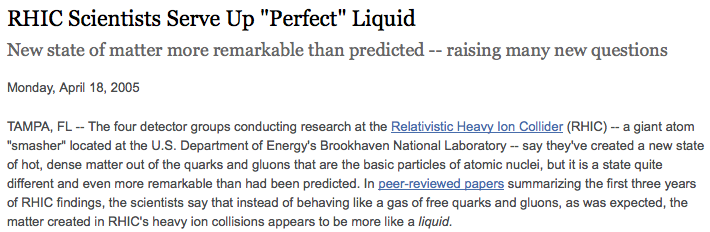 RHIC Scientists Serve Up "Perfect" Liquid
New state of matter more remarkable than predicted -- raising many new questions
Monday, April 18, 2005
TAMPA, FL -- The four detector groups conducting research at the Relativistic Heavy Ion Collider (RHIC) -- a giant atom
"smasher" located at the U.S. Department of Energy's Brookhaven National Laboratory -- say they've created a new state
of hot, dense matter out of the quarks and gluons that are the basic particles of atomic nuclei, but it is a state quite
different and even more remarkable than had been predicted. In peer-reviewed papers summarizing the first three years
of RHIC findings, the scientists say that instead of behaving like a gas of free quarks and gluons, as was expected, the
matter created in RHIC's heavy ion collisions appears to be more like a liquid.